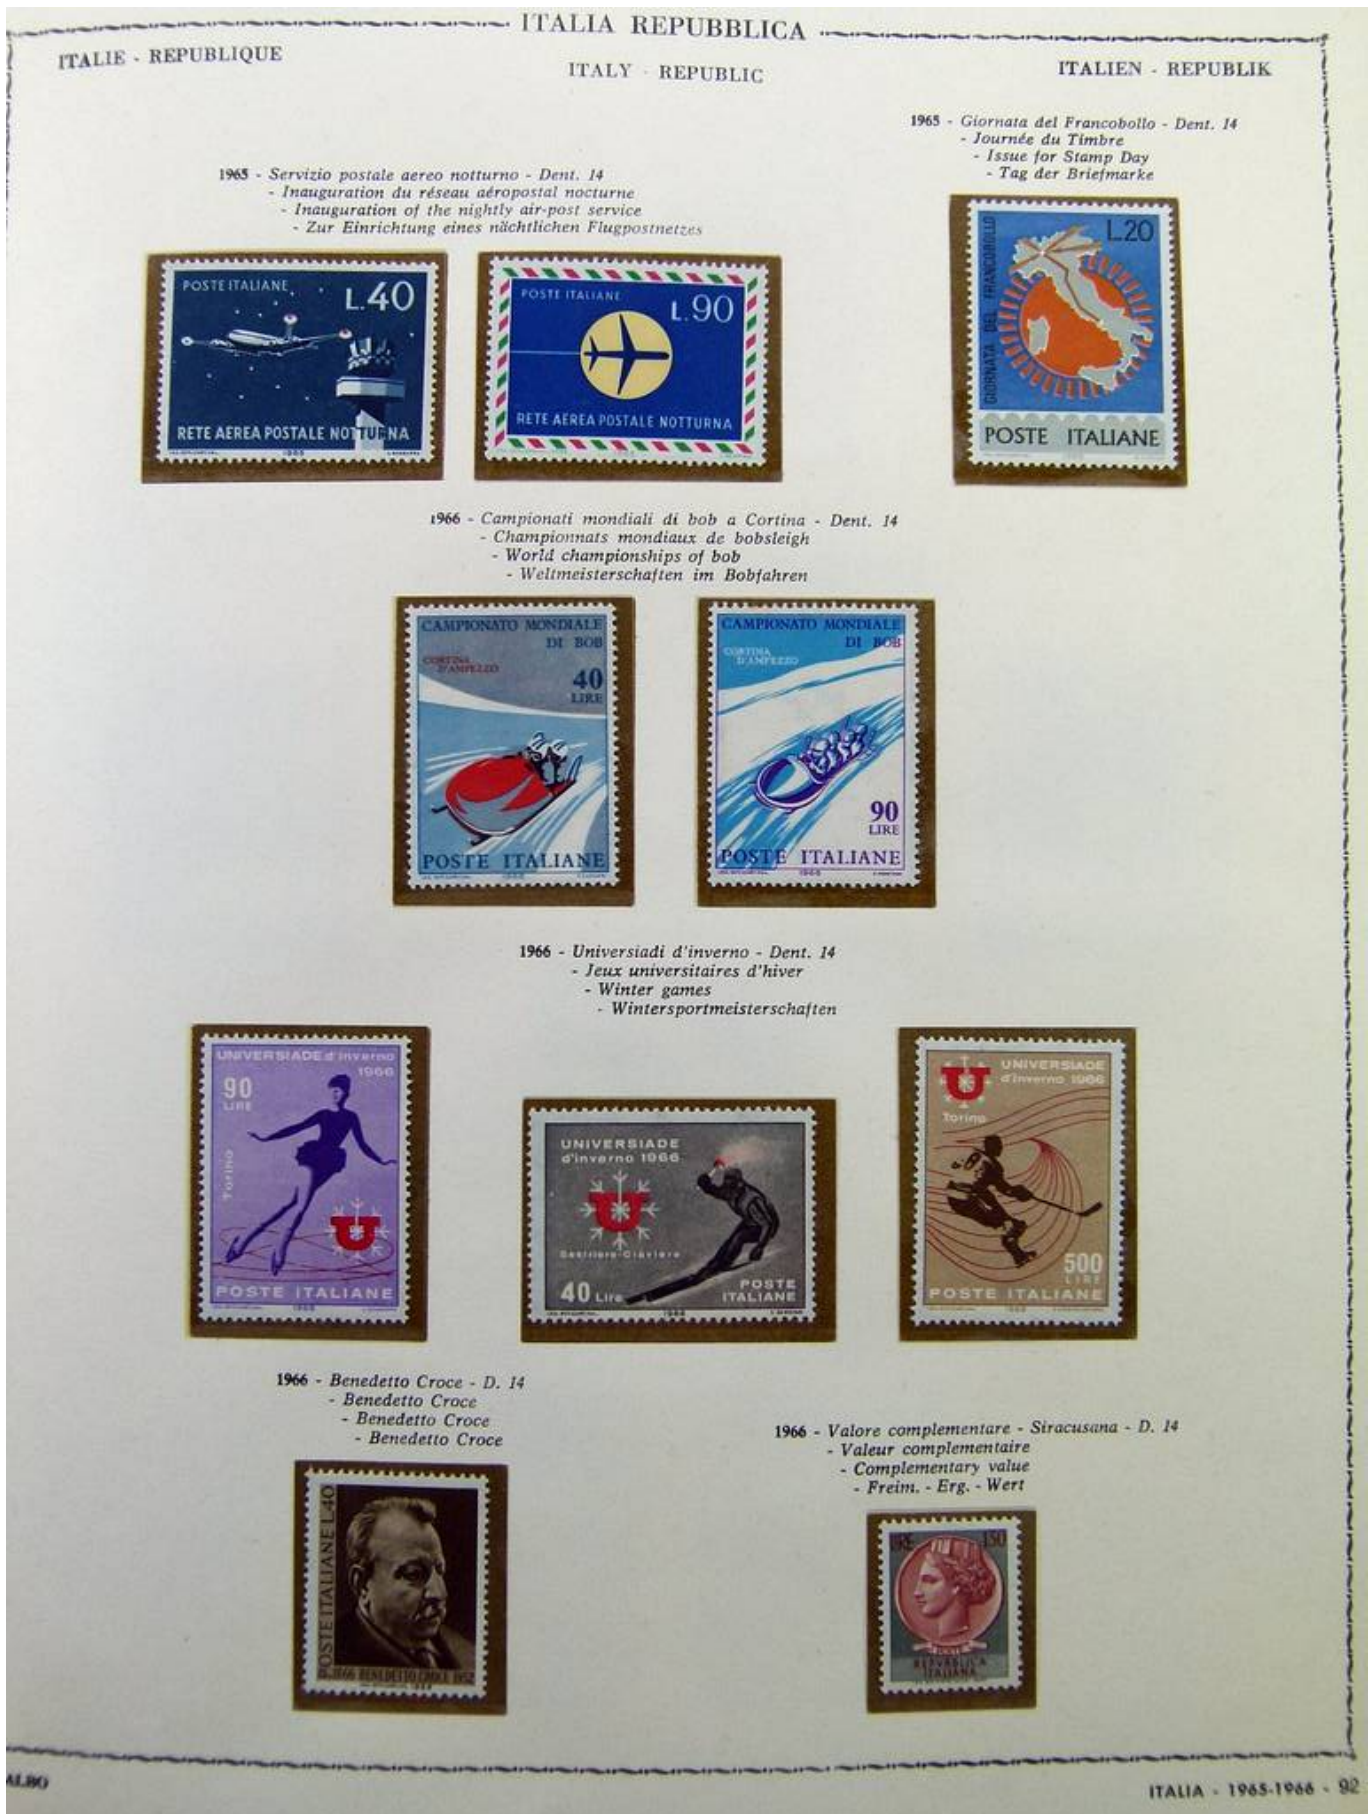 ITALIA REPUBBLICA
ITALIE - REPUBLIQUE
ITALY - REPUBLIC
ITALIEN - REPUBLIK
1965 - Giornata del Francobollo - Dent. 14
- Journée du Timbre
- Issue for Stamp Day
- Tag der Briefmarke
1965 - Servizio postale aereo notturno - Dent. 14
- Inauguration du réseau aéropostal nocturne
- Inauguration of the nightly air-post service
- Zur Einrichtung eines nächtlichen Flugpostnetzes
POSTE ITALIANE
L.40
RETE AEREA POSTALE NOTTURNA
1965
POSTE ITALIANE
L.90
RETE AEREA POSTALE NOTTURNA
L.20
GIORNATA DEL FRANCOBOLLO
POSTE ITALIANE
1966 - Campionati mondiali di bob a Cortina - Dent. 14
- Championnats mondiaux de bobsleigh
- World championships of bob
- Weltmeisterschaften im Bobfahren
CAMPIONATO MONDIALE
DI BOB
CORTINA
D'AMPEZZO
40
LIRE
POSTE ITALIANE
1966
CAMPIONATO MONDIALE
DI BOB
CORTINA
D'AMPEZZO
90
LIRE
POSTE ITALIANE
1966
1966 - Universiadi d'inverno - Dent. 14
- Jeux universitaires d'hiver
- Winter games
- Wintersportmeisterschaften
UNIVERSIADE d'inverno
1966
90
LIRE
Torino
U
POSTE ITALIANE
1966
UNIVERSIADE
d'inverno 1966
U
Sestriere-Claviere
40 Lire
POSTE
ITALIANE
1966
UNIVERSIADE
d'inverno 1966
U
Torino
500
LIRE
POSTE ITALIANE
1966
1966 - Benedetto Croce - D. 14
- Benedetto Croce
- Benedetto Croce
- Benedetto Croce
POSTE ITALIANE L.40
1866 BENEDETTO CROCE 1952
1966 - Valore complementare - Siracusana - D. 14
- Valeur complementaire
- Complementary value
- Freim. - Erg. - Wert
LIRE 130
REPVBBLICA
ITALIANA
ALBO
ITALIA - 1965-1966 - 92